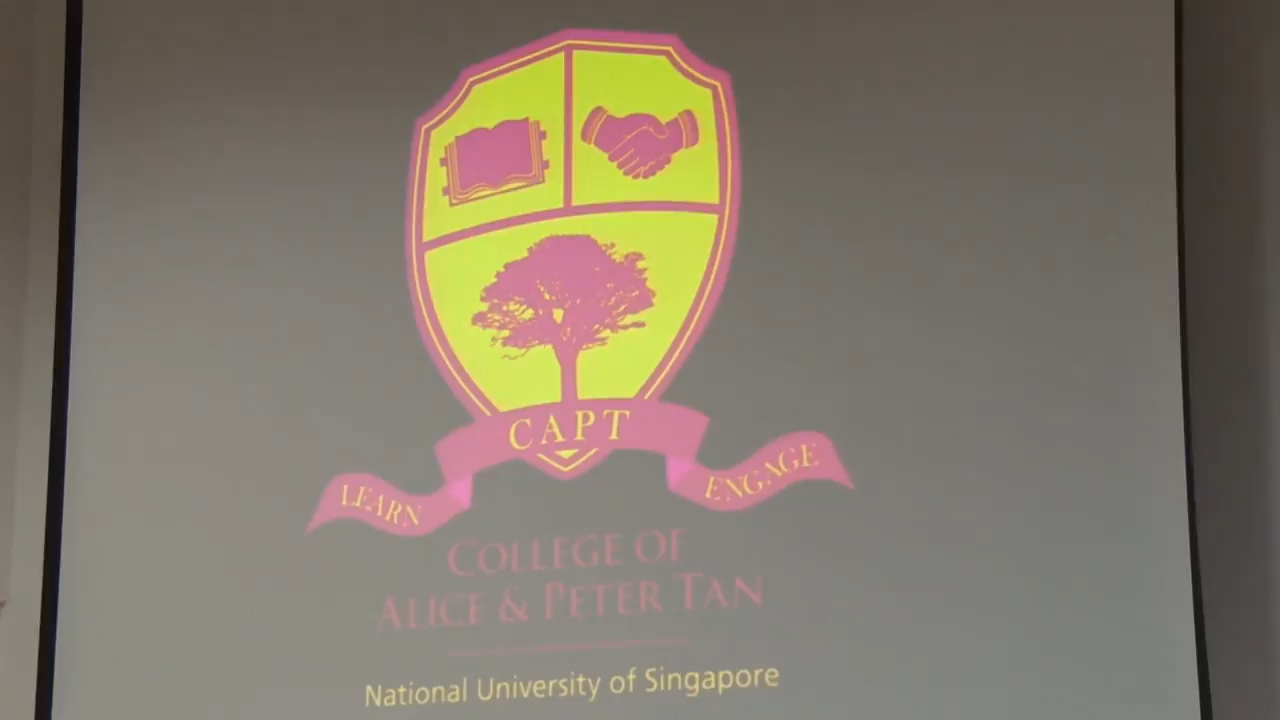 CAPT
LEARN
ENGAGE
COLLEGE OF
ALICE & PETER TAN
National University of Singapore